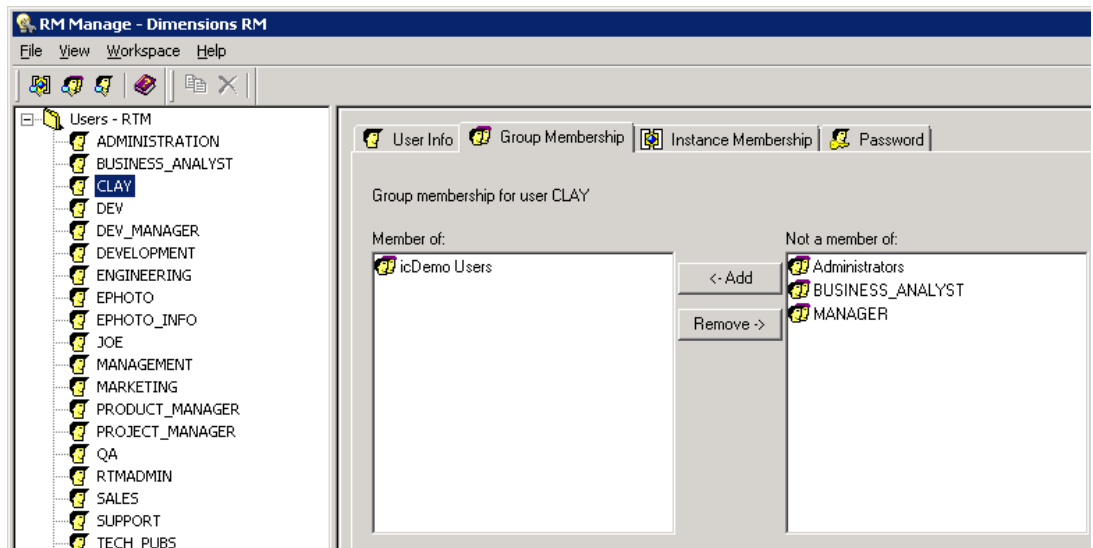 RM Manage - Dimensions RM
File View Workspace Help
Users - RTM
ADMINISTRATION
BUSINESS_ANALYST
CLAY
DEV
DEV_MANAGER
DEVELOPMENT
ENGINEERING
EPHOTO
EPHOTO_INFO
JOE
MANAGEMENT
MARKETING
PRODUCT_MANAGER
PROJECT_MANAGER
QA
RTMADMIN
SALES
SUPPORT
TECH_PUBS
User Info Group Membership Instance Membership Password
Group membership for user CLAY
Member of:
icDemo Users
<- Add
Remove ->
Not a member of:
Administrators
BUSINESS_ANALYST
MANAGER